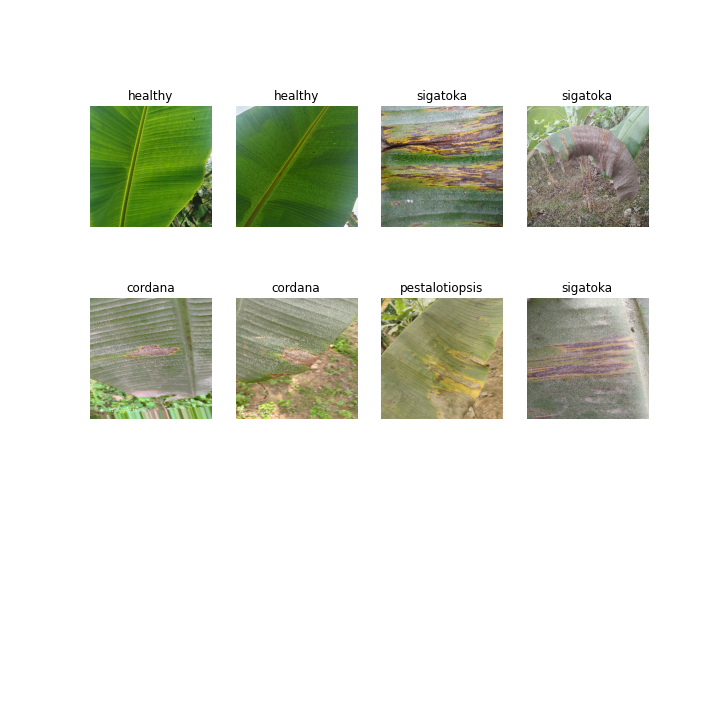 healthy
healthy
sigatoka
sigatoka
cordana
cordana
pestalotiopsis
sigatoka